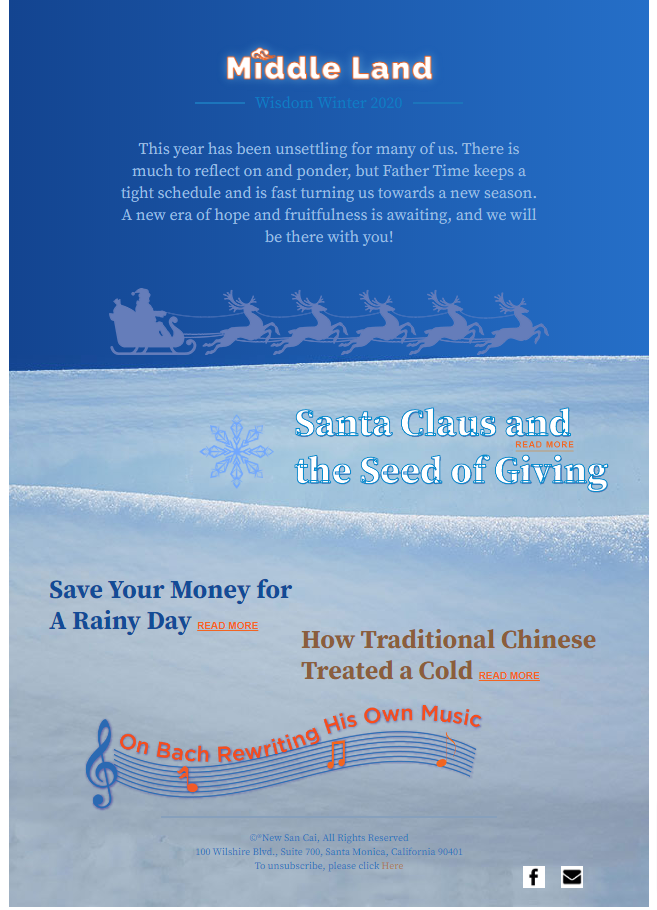 Middle Land
Wisdom Winter 2020
This year has been unsettling for many of us. There is
much to reflect on and ponder, but Father Time keeps a
tight schedule and is fast turning us towards a new season.
A new era of hope and fruitfulness is awaiting, and we will
be there with you!
Santa Claus and
READ MORE
the Seed of Giving
Save Your Money for
A Rainy Day READ MORE
How Traditional Chinese
Treated a Cold READ MORE
On Bach Rewriting His Own Music
©®New San Cai, All Rights Reserved
100 Wilshire Blvd., Suite 700, Santa Monica, California 90401
To unsubscribe, please click Here